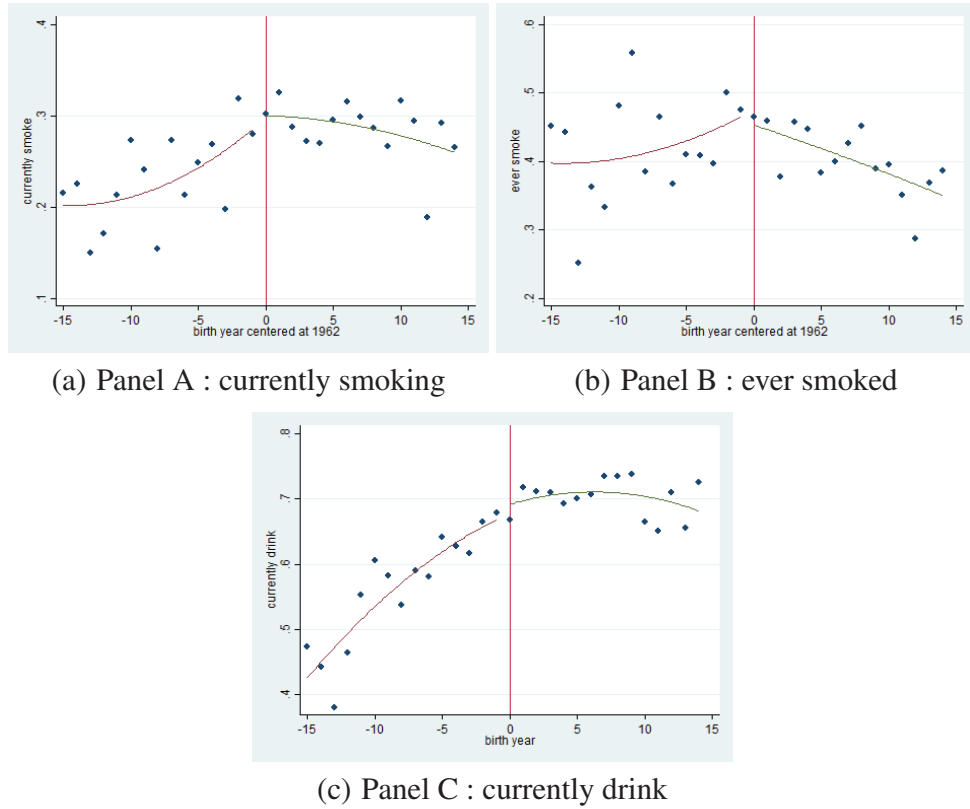 .4
.3
.2
.1
currently smoke
-15 -10 -5 0 5 10 15
birth year centered at 1962
(a) Panel A : currently smoking
.6
.5
.4
.3
.2
ever smoke
-15 -10 -5 0 5 10 15
birth year centered at 1962
(b) Panel B : ever smoked
.8
.7
.6
.5
.4
currently drink
-15 -10 -5 0 5 10 15
birth year
(c) Panel C : currently drink